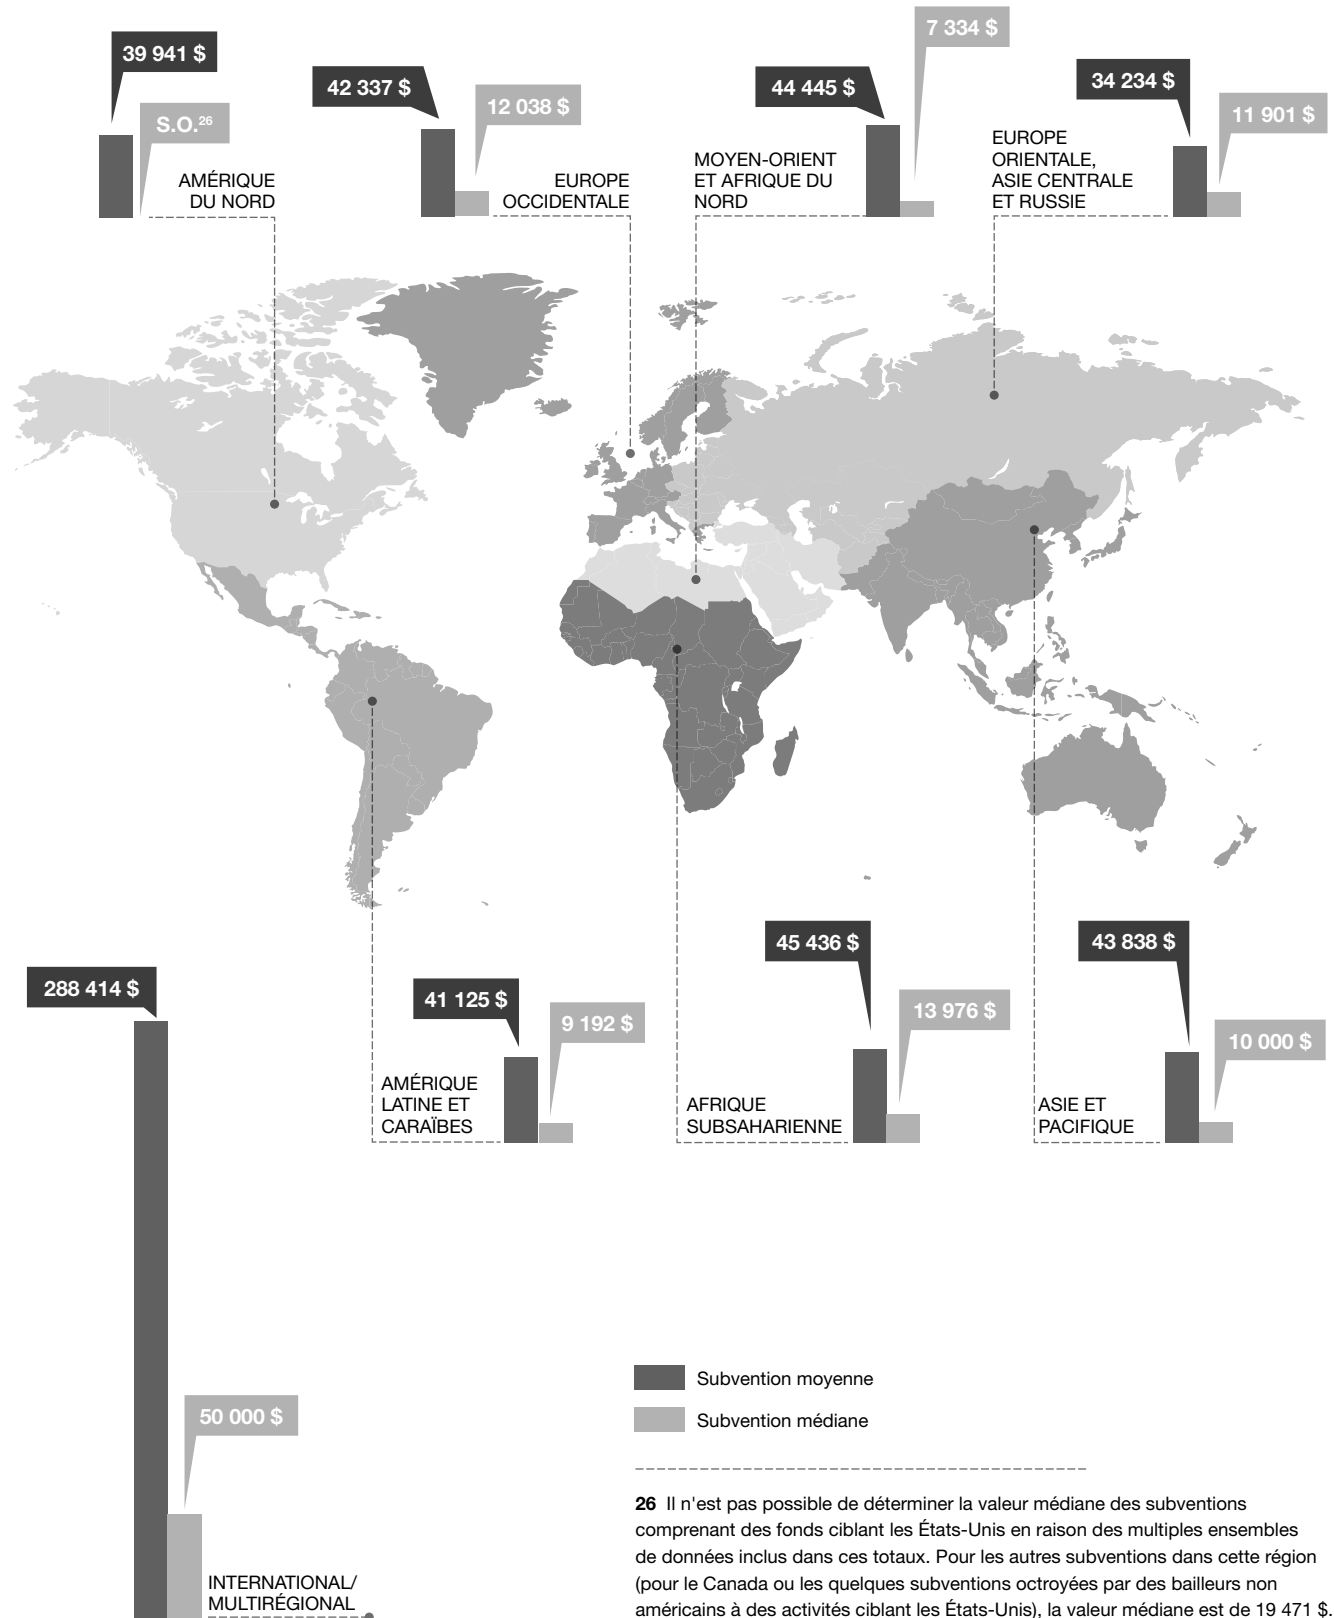 39 941 $
S.O.26
AMÉRIQUE
DU NORD
42 337 $
12 038 $
EUROPE
OCCIDENTALE
44 445 $
7 334 $
MOYEN-ORIENT
ET AFRIQUE DU
NORD
34 234 $
11 901 $
EUROPE
ORIENTALE,
ASIE CENTRALE
ET RUSSIE
288 414 $
50 000 $
INTERNATIONAL/
MULTIRÉGIONAL
41 125 $
9 192 $
AMÉRIQUE
LATINE ET
CARAÏBES
45 436 $
13 976 $
AFRIQUE
SUBSAHARIENNE
43 838 $
10 000 $
ASIE ET
PACIFIQUE
Subvention moyenne
Subvention médiane
26 Il n'est pas possible de déterminer la valeur médiane des subventions
comprenant des fonds ciblant les États-Unis en raison des multiples ensembles
de données inclus dans ces totaux. Pour les autres subventions dans cette région
(pour le Canada ou les quelques subventions octroyées par des bailleurs non
américains à des activités ciblant les États-Unis), la valeur médiane est de 19 471 $.